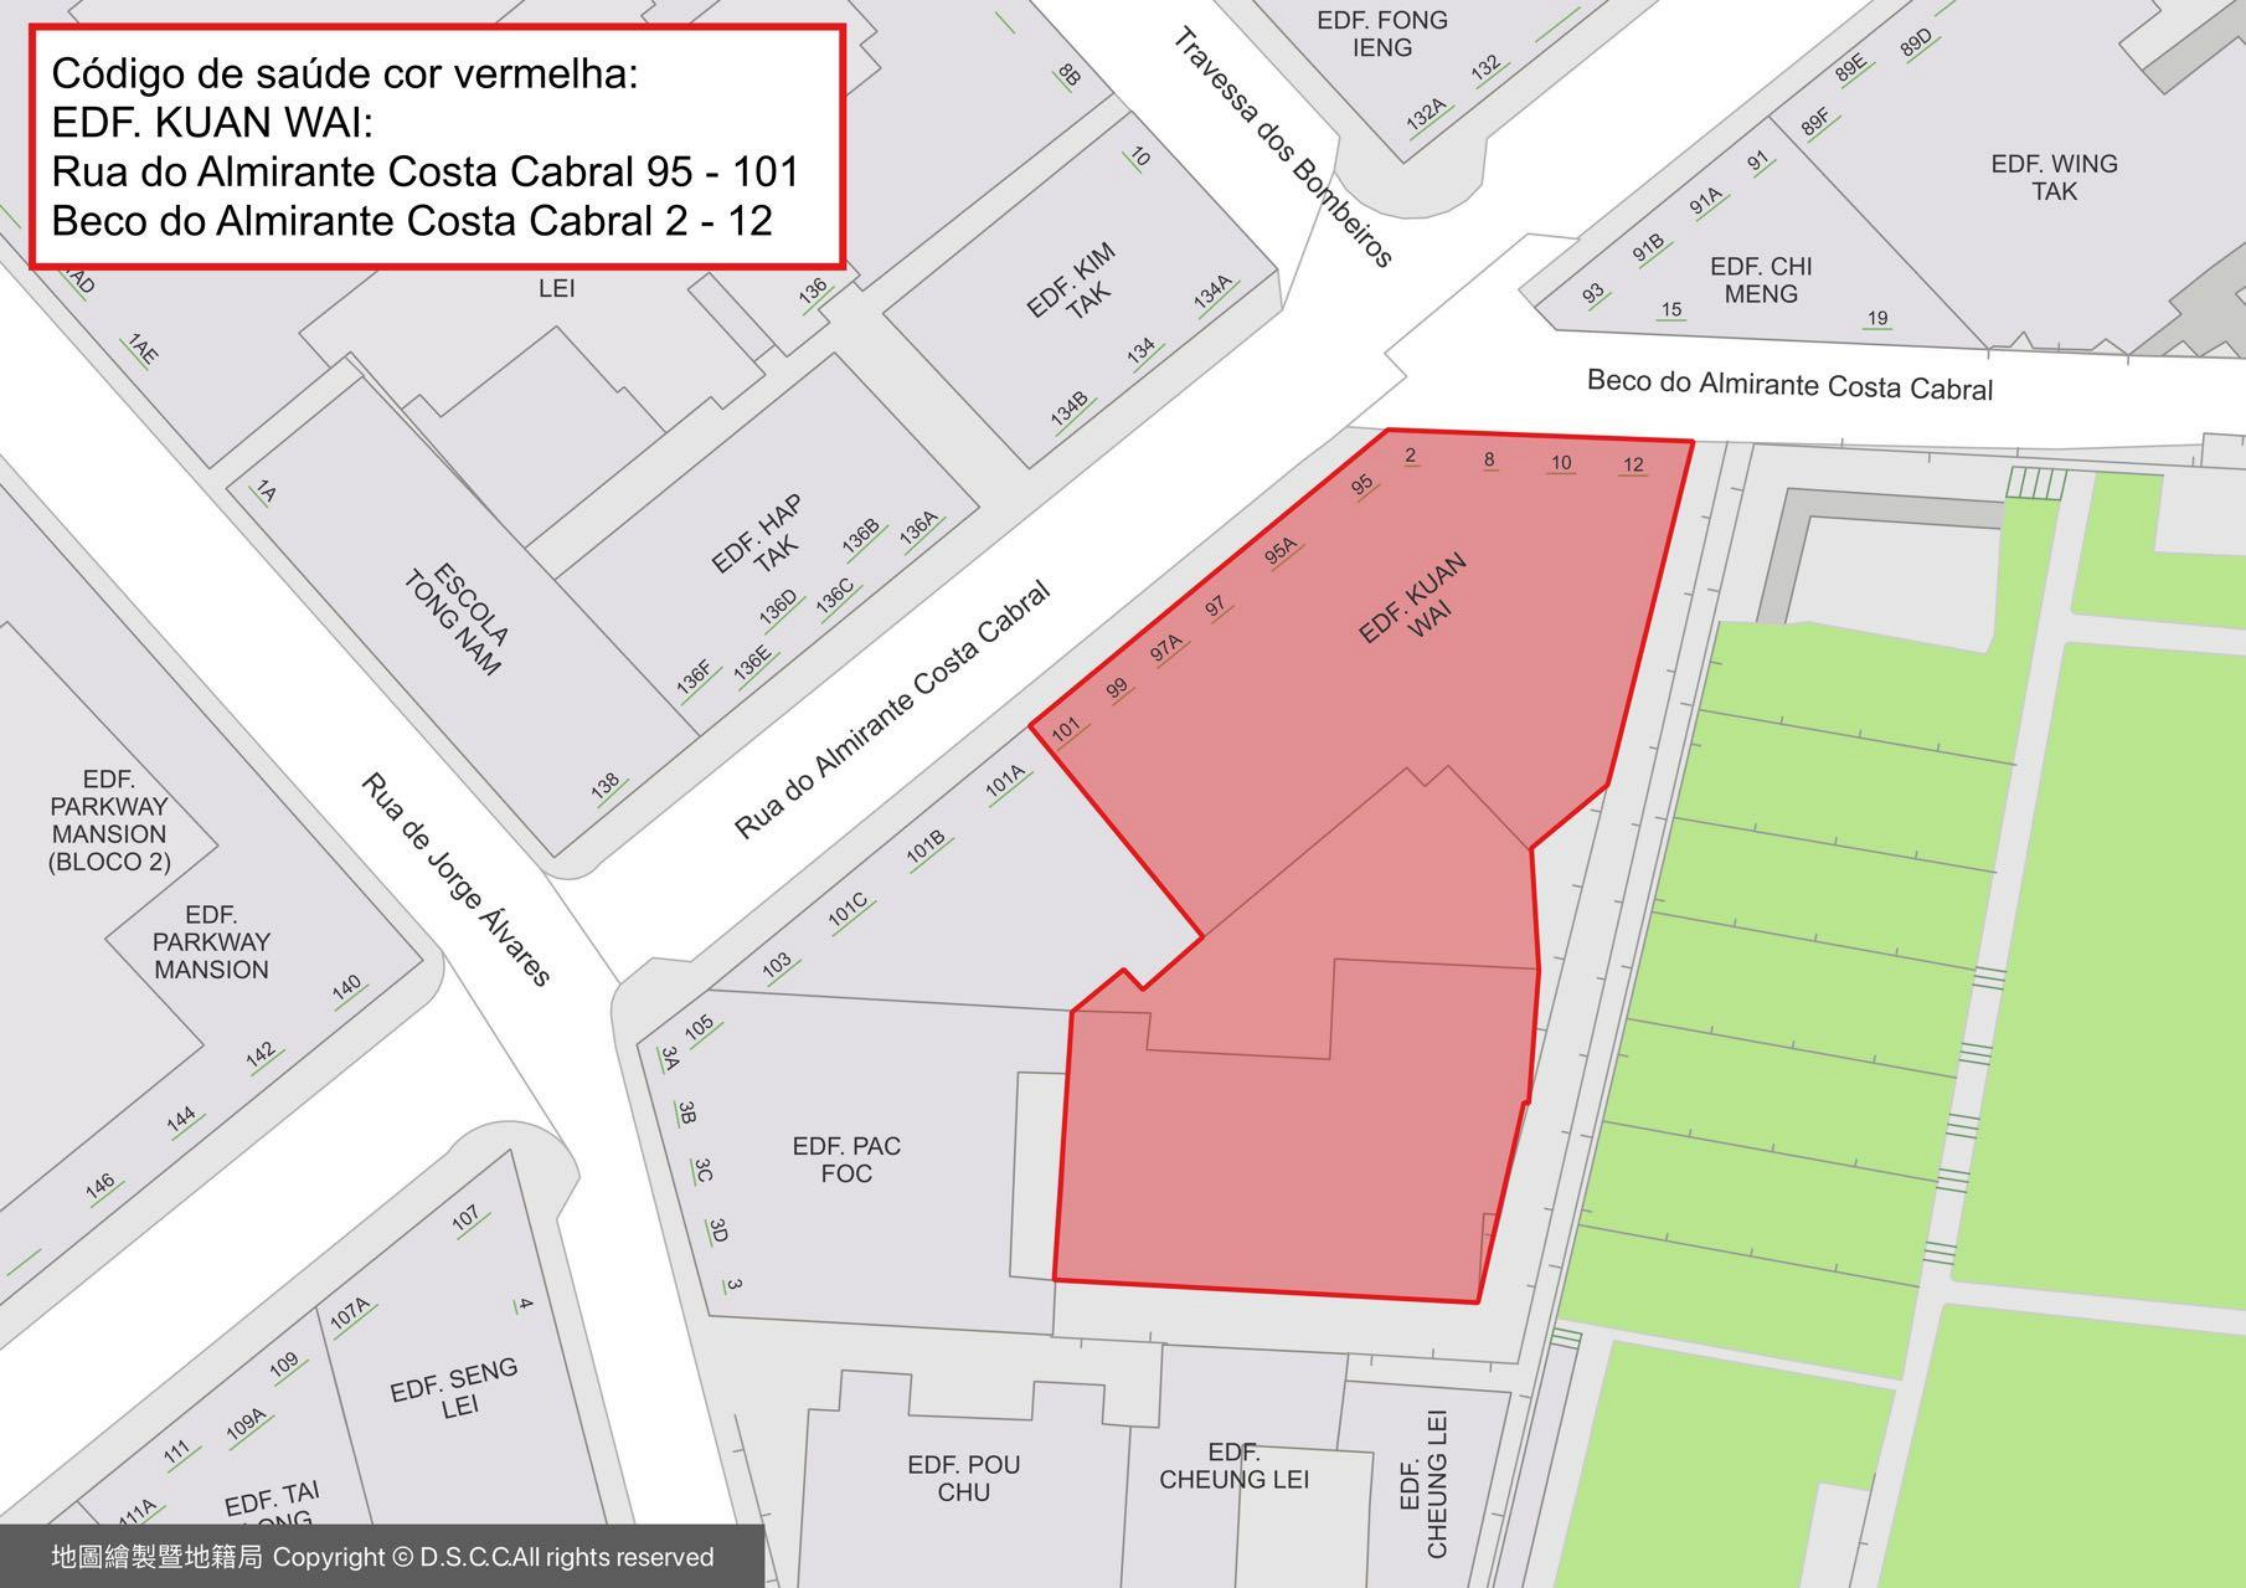 Código de saúde cor vermelha:
EDF. KUAN WAI:
Rua do Almirante Costa Cabral 95 - 101
Beco do Almirante Costa Cabral 2 - 12
EDF. FONG
IENG
132
132A
8B
10
Travessa dos Bombeiros
89D
89E
89F
91
91A
91B
93
15
19
EDF. WING
TAK
EDF. CHI
MENG
Beco do Almirante Costa Cabral
EDF. KIM
TAK
134A
134
134B
136
LEI
1AE
1A
ESCOLA
TONG NAM
EDF. HAP
TAK
136A
136B
136C
136D
136E
136F
138
Rua do Almirante Costa Cabral
2
8
10
12
95
95A
97
97A
99
101
EDF. KUAN
WAI
101A
101B
101C
103
105
3A
3B
3C
3D
3
EDF. PAC
FOC
Rua de Jorge Álvares
EDF.
PARKWAY
MANSION
(BLOCO 2)
EDF.
PARKWAY
MANSION
140
142
144
146
107
107A
109
109A
111
111A
4
EDF. SENG
LEI
EDF. TAI
EDF. POU
CHU
EDF.
CHEUNG LEI
EDF.
CHEUNG LEI
地圖繪製暨地籍局 Copyright © D.S.C.C.All rights reserved